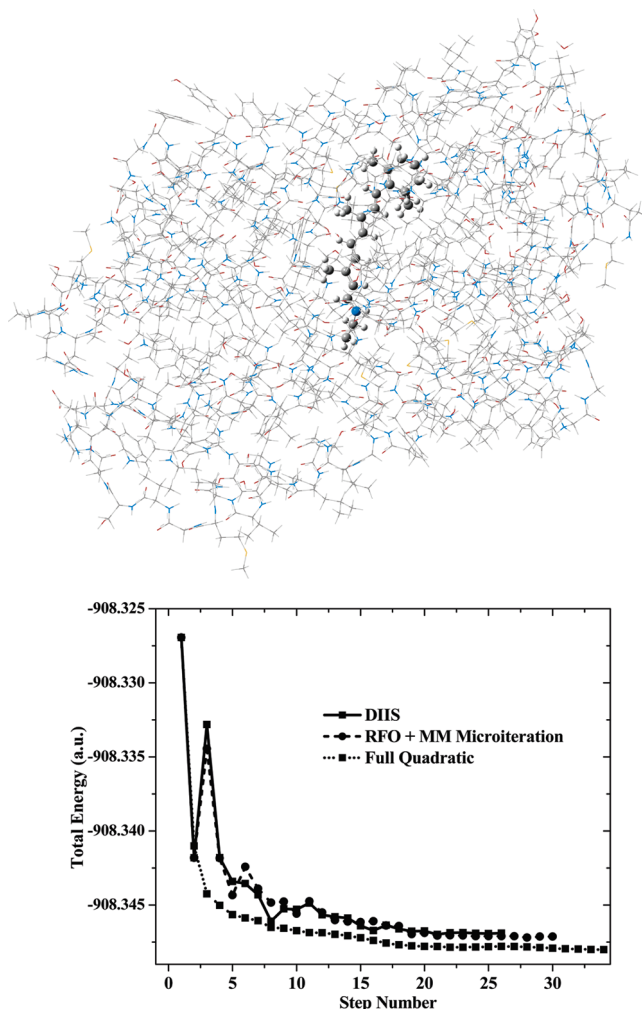 -908.325
-908.330
-908.335
-908.340
-908.345
Total Energy (a.u.)
DIIS
RFO + MM Microiteration
Full Quadratic
0 5 10 15 20 25 30
Step Number